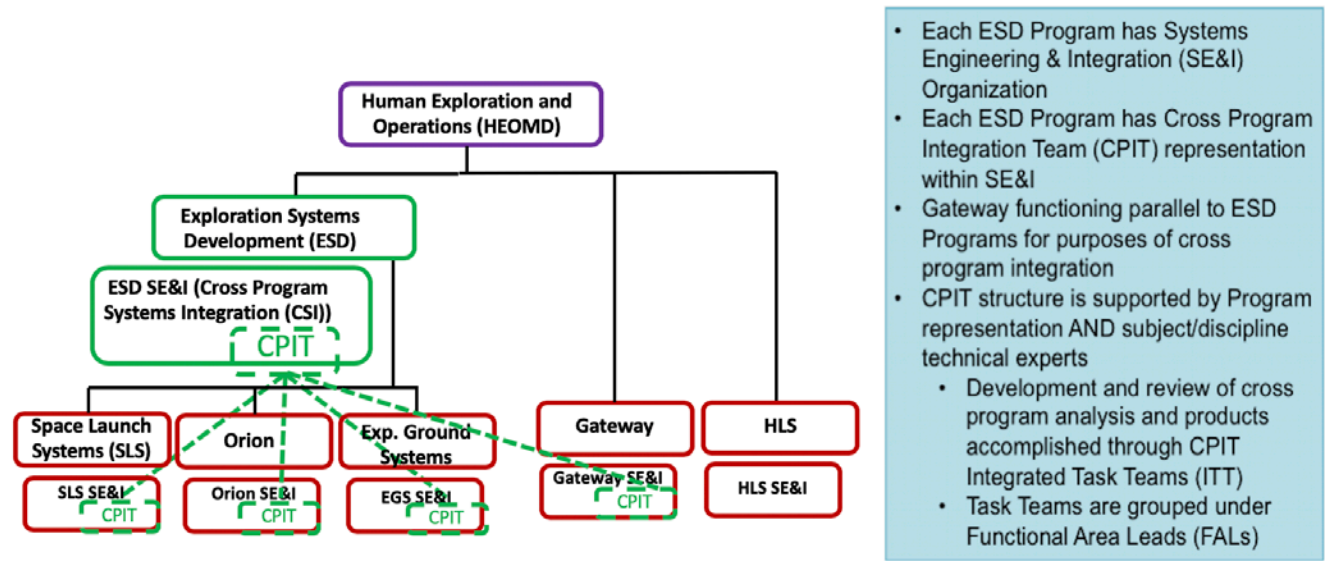 Human Exploration and
Operations (HEOMD)
Exploration Systems
Development (ESD)
ESD SE&I (Cross Program
Systems Integration (CSI))
CPIT
Space Launch
Systems (SLS)
Orion
Exp. Ground
Systems
Gateway
HLS
SLS SE&I
CPIT
Orion SE&I
CPIT
EGS SE&I
CPIT
Gateway SE&I
CPIT
HLS SE&I
• Each ESD Program has Systems
Engineering & Integration (SE&I)
Organization
• Each ESD Program has Cross Program
Integration Team (CPIT) representation
within SE&I
• Gateway functioning parallel to ESD
Programs for purposes of cross
program integration
• CPIT structure is supported by Program
representation AND subject/discipline
technical experts
• Development and review of cross
program analysis and products
accomplished through CPIT
Integrated Task Teams (ITT)
• Task Teams are grouped under
Functional Area Leads (FALs)